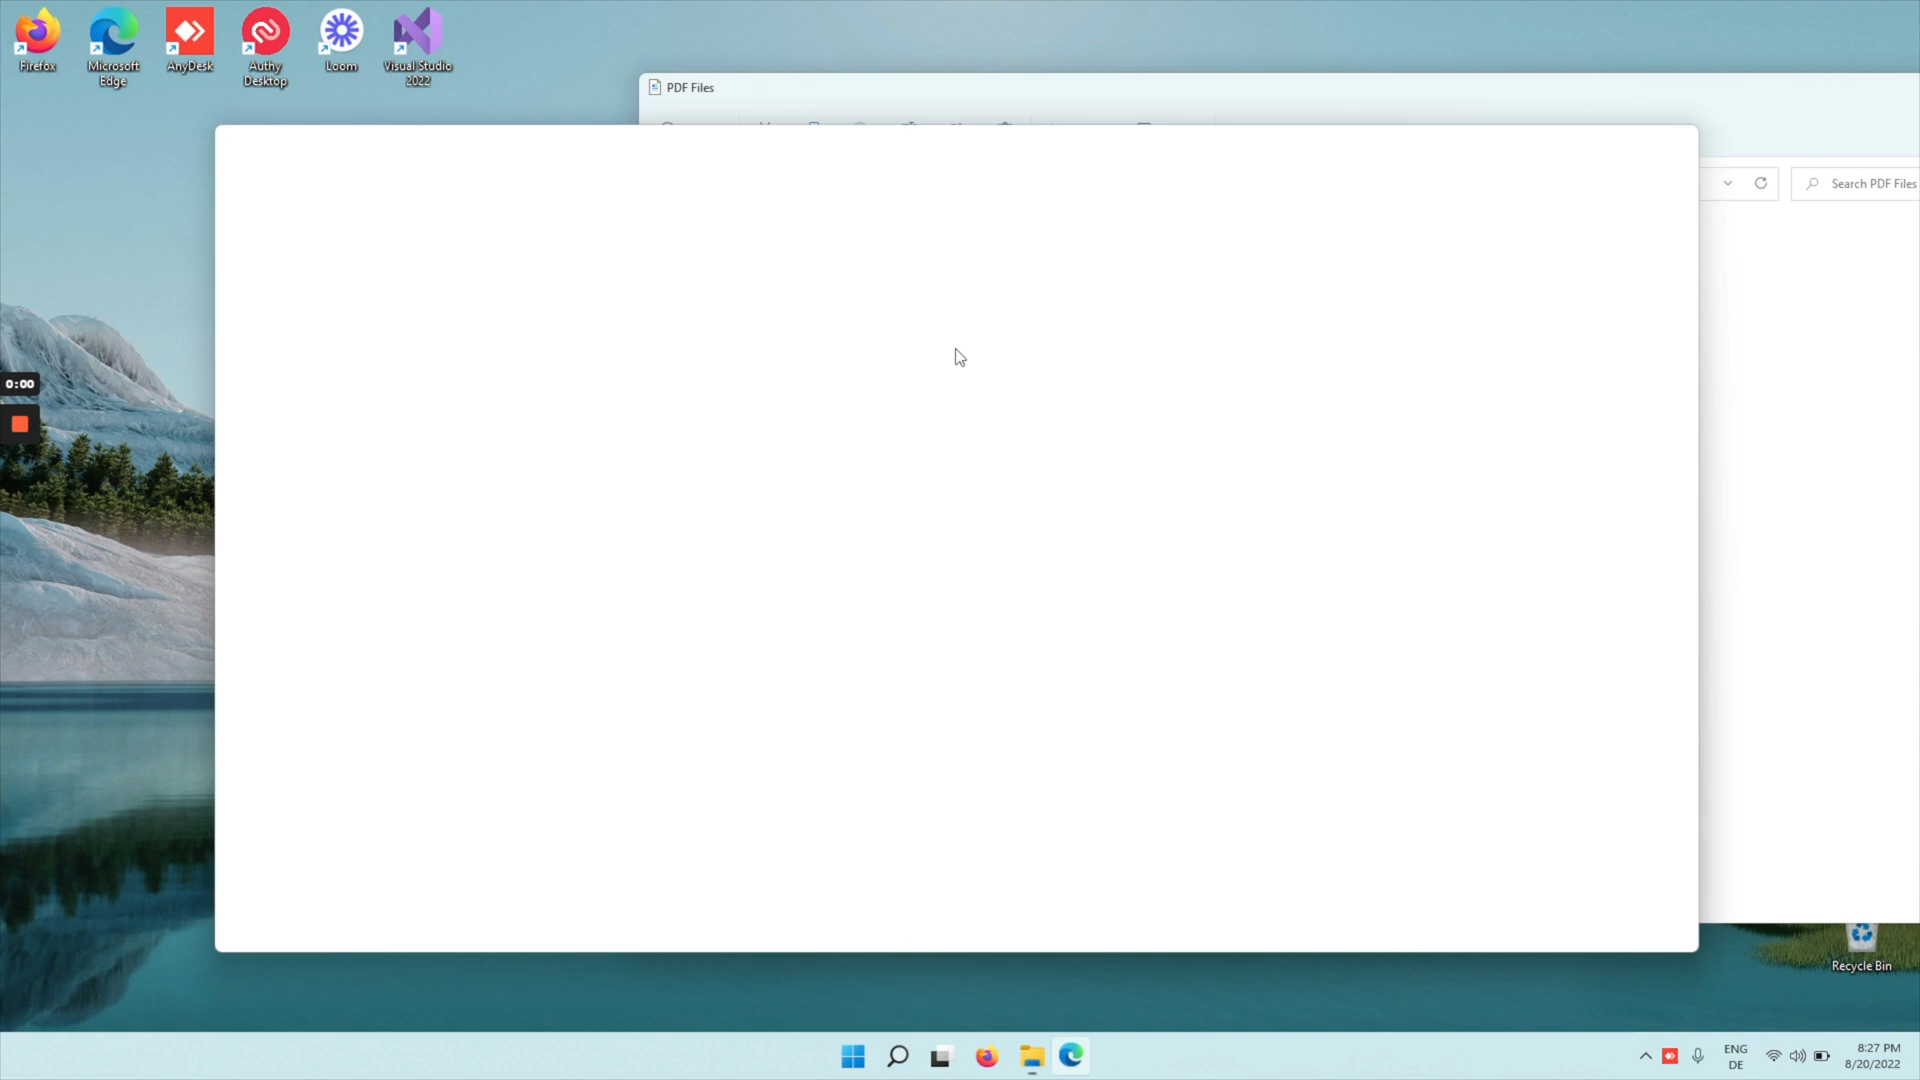 Firefox
Microsoft
Edge
AnyDesk
Authy
Desktop
Loom
Visual Studio
2022
PDF Files
Search PDF Files
0:00
Recycle Bin
ENG
DE
8:27 PM
8/20/2022